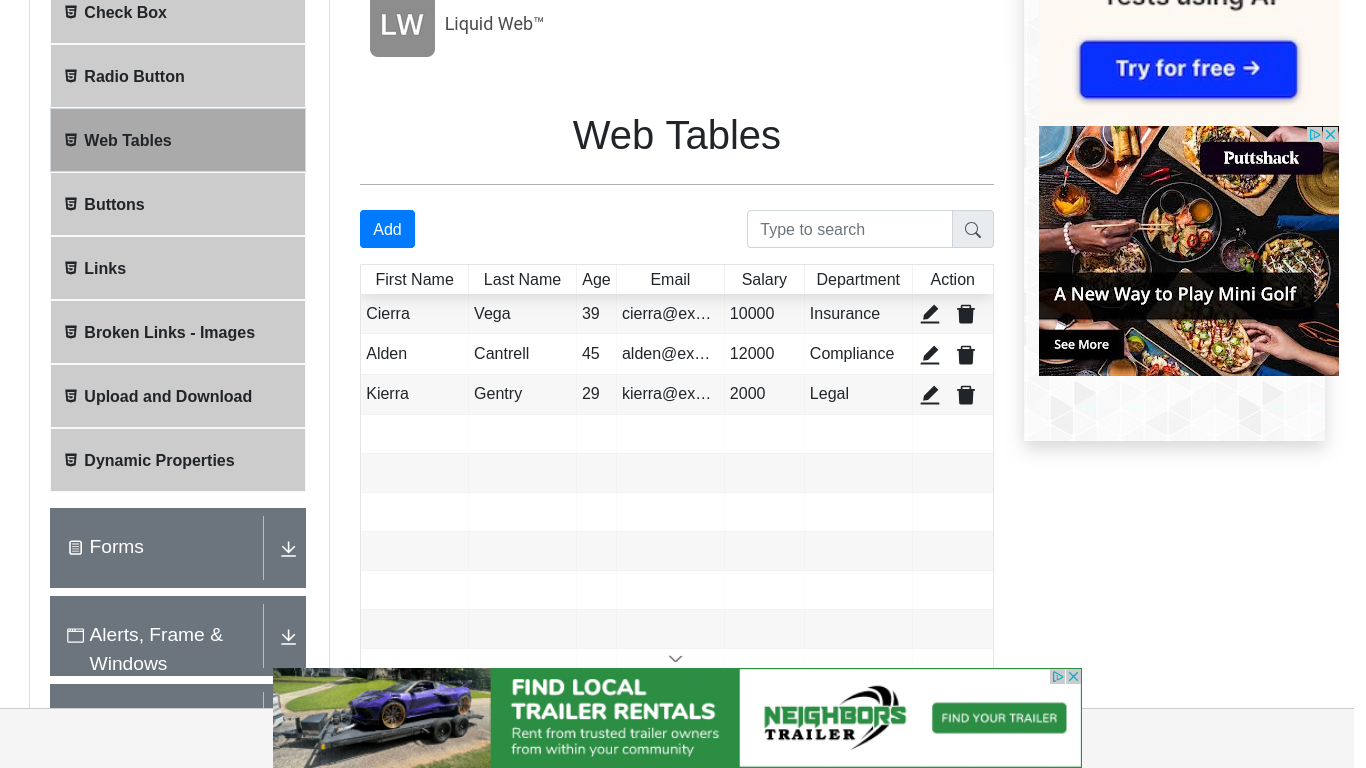 Check Box
Radio Button
Web Tables
Buttons
Links
Broken Links - Images
Upload and Download
Dynamic Properties
Forms
Alerts, Frame &
Windows
LW Liquid Web™
Web Tables
Add
Type to search
First Name Last Name Age Email Salary Department Action
Cierra Vega 39 cierra@ex… 10000 Insurance
Alden Cantrell 45 alden@ex… 12000 Compliance
Kierra Gentry 29 kierra@ex… 2000 Legal
Tests using AI
Try for free →
Puttshack
A New Way to Play Mini Golf
See More
FIND LOCAL
TRAILER RENTALS
Rent from trusted trailer owners
from within your community
NEIGHBORS
TRAILER
FIND YOUR TRAILER